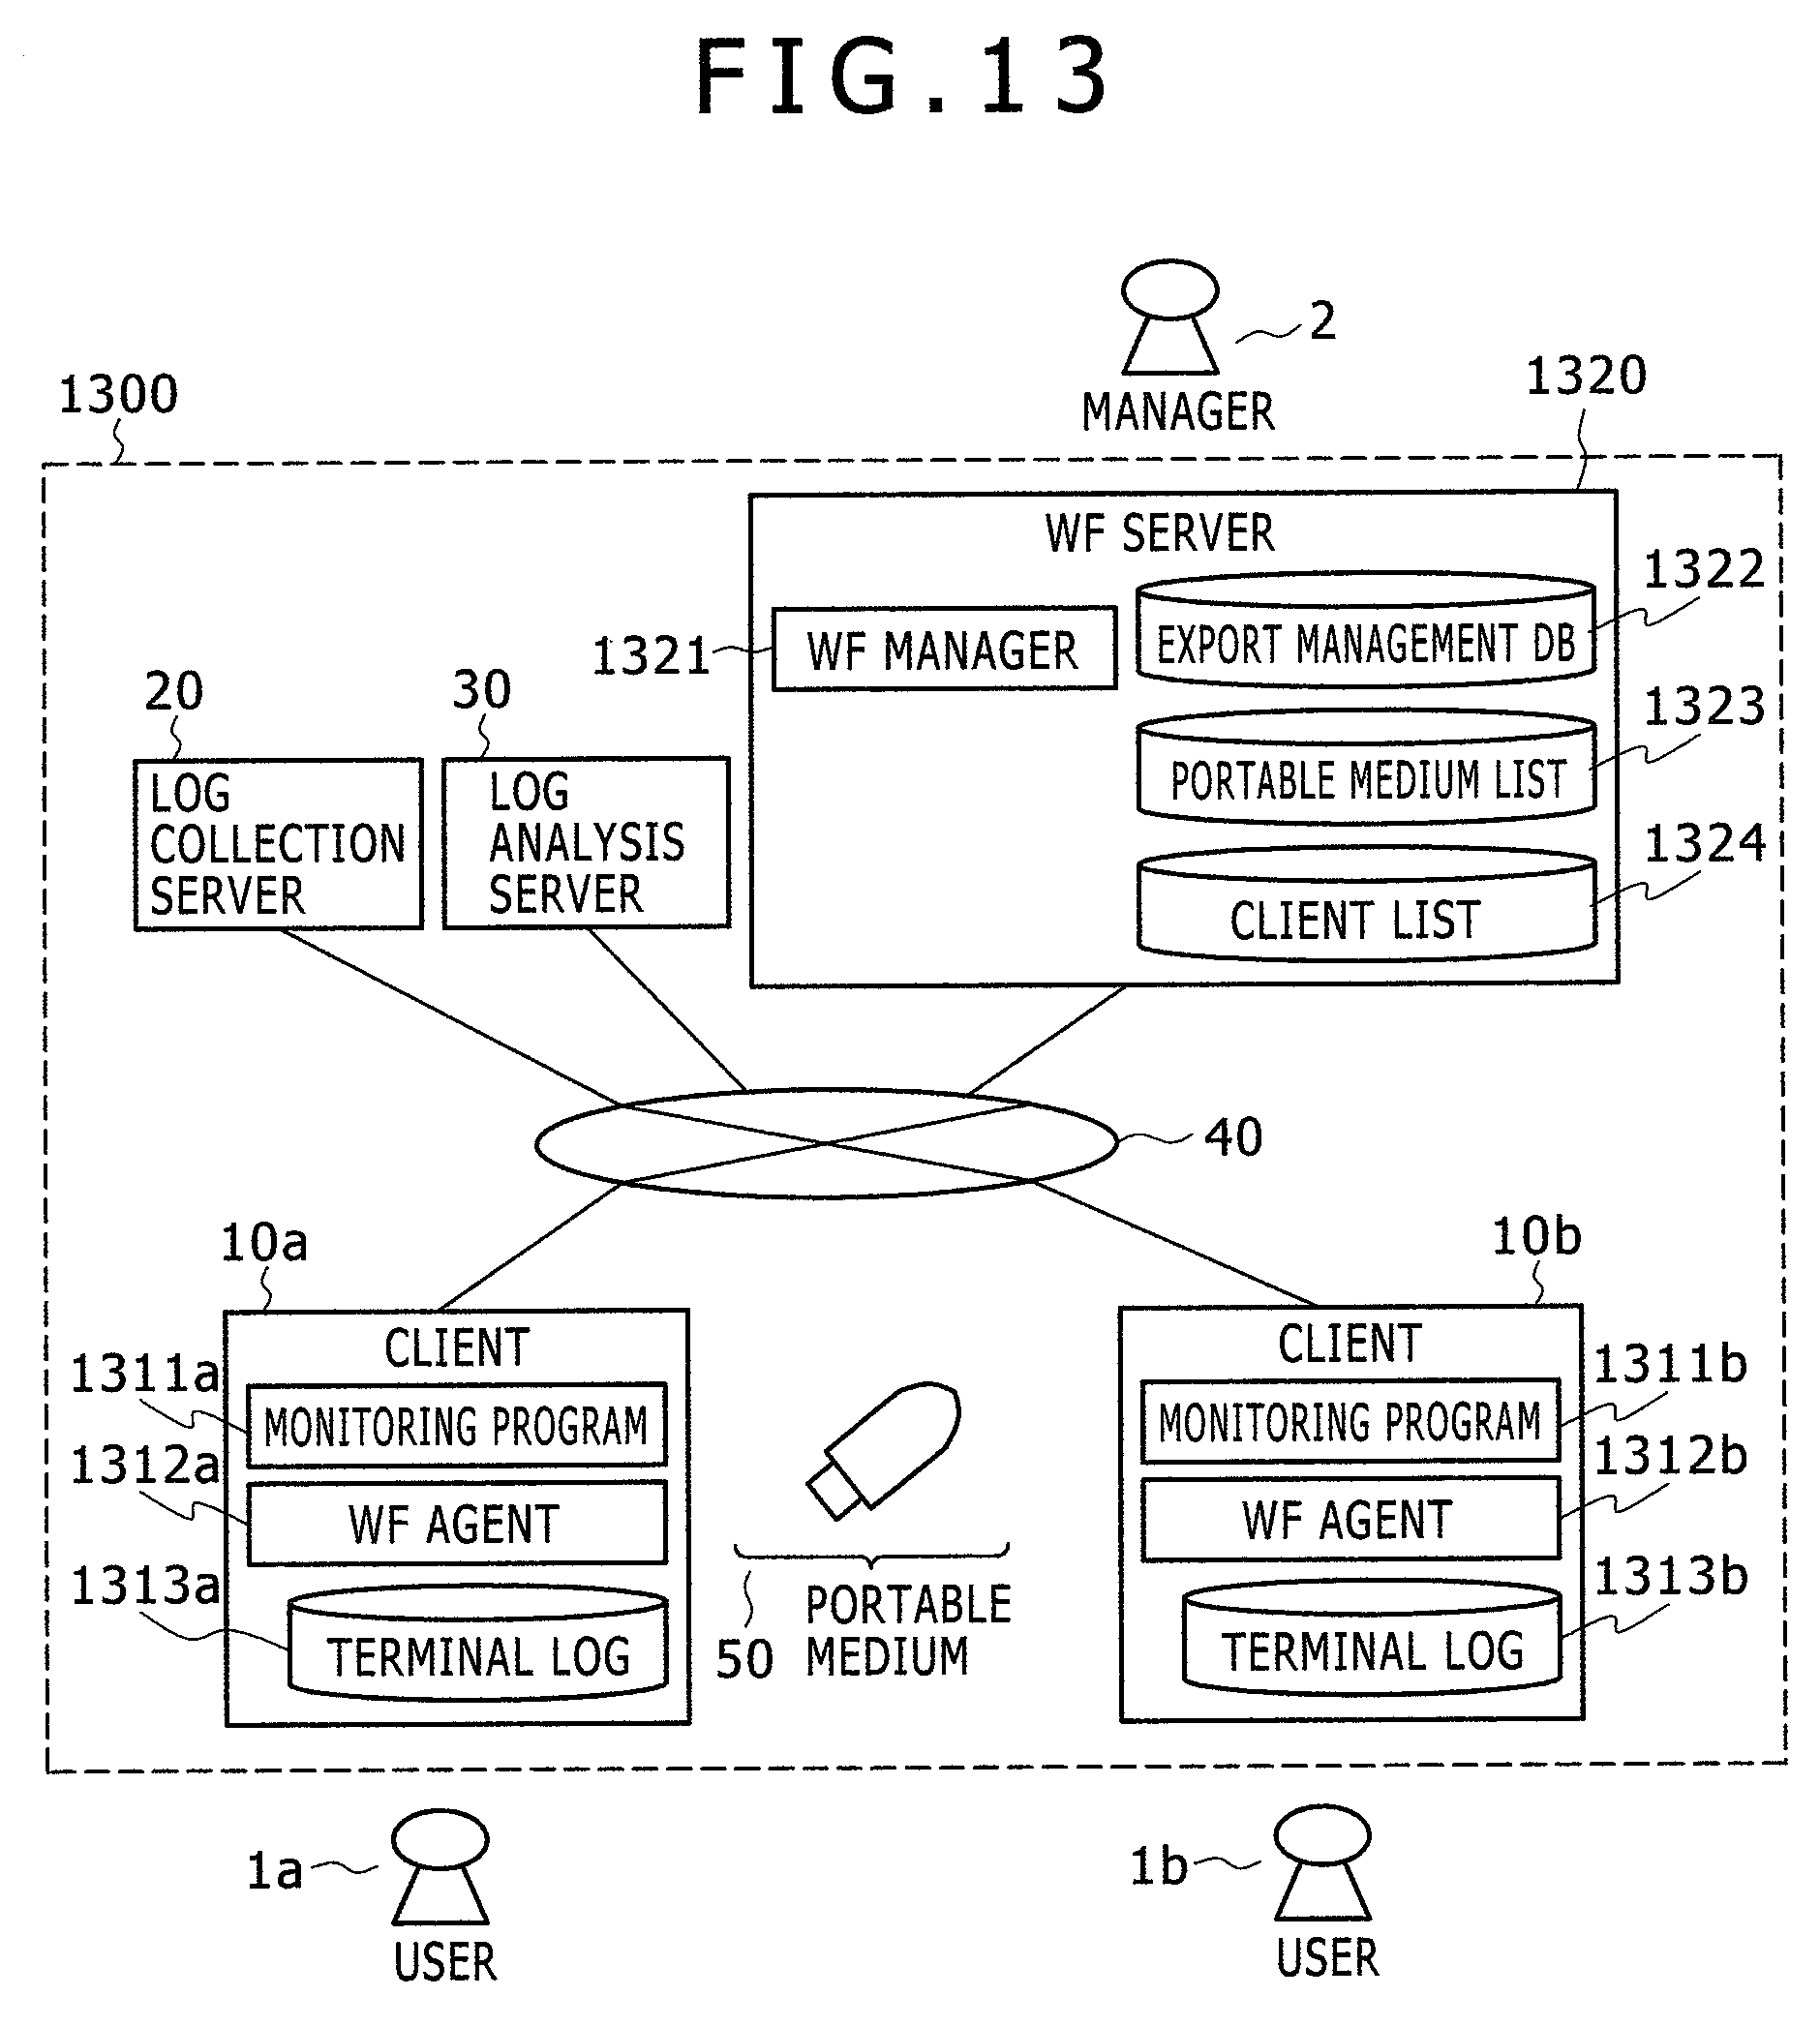 FIG.13
2
MANAGER
1300
1320
WF SERVER
1322
EXPORT MANAGEMENT DB
1321
WF MANAGER
1323
PORTABLE MEDIUM LIST
1324
CLIENT LIST
20
LOG
COLLECTION
SERVER
30
LOG
ANALYSIS
SERVER
40
10a
CLIENT
1311a
MONITORING PROGRAM
1312a
WF AGENT
1313a
TERMINAL LOG
50
PORTABLE
MEDIUM
10b
CLIENT
1311b
MONITORING PROGRAM
1312b
WF AGENT
1313b
TERMINAL LOG
1a
USER
1b
USER